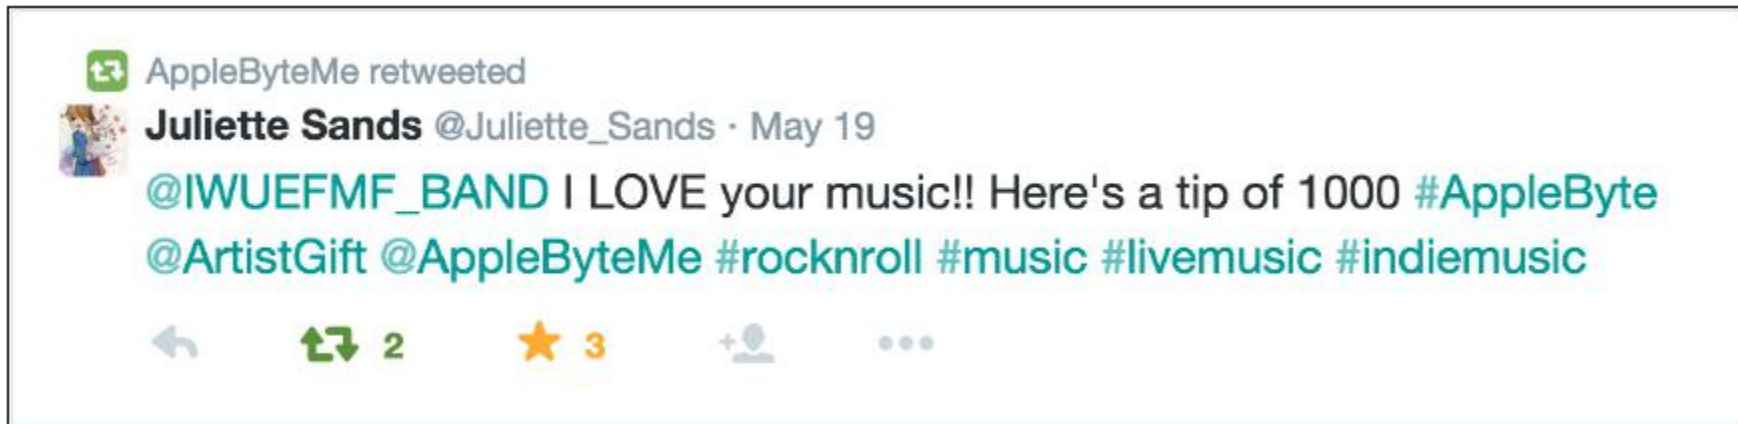 AppleByteMe retweeted
Juliette Sands @Juliette_Sands · May 19
@IWUEFMF_BAND I LOVE your music!! Here's a tip of 1000 #AppleByte
@ArtistGift @AppleByteMe #rocknroll #music #livemusic #indiemusic
2 3